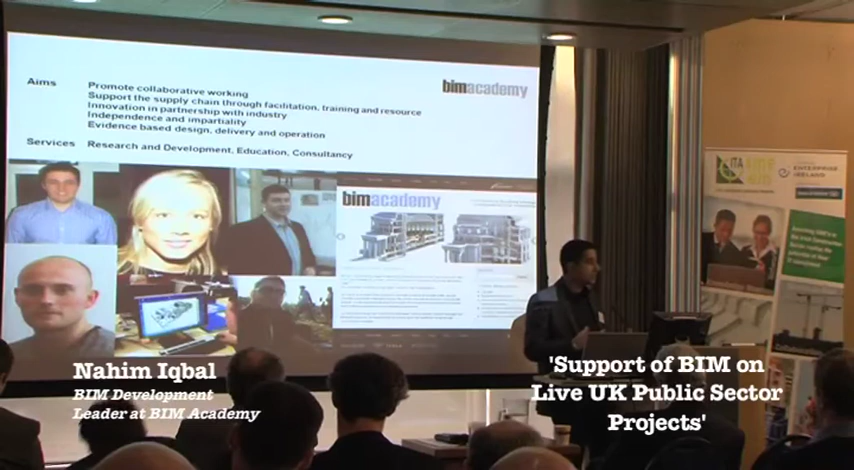 Aims
Promote collaborative working
Support the supply chain through facilitation, training and resource
Innovation in partnership with industry
Independence and impartiality
Evidence based design, delivery and operation
Services
Research and Development, Education, Consultancy
bimacademy
bimacademy
ITA
ENTERPRISE
IRELAND
Nahim Iqbal
BIM Development
Leader at BIM Academy
'Support of BIM on
Live UK Public Sector
Projects'